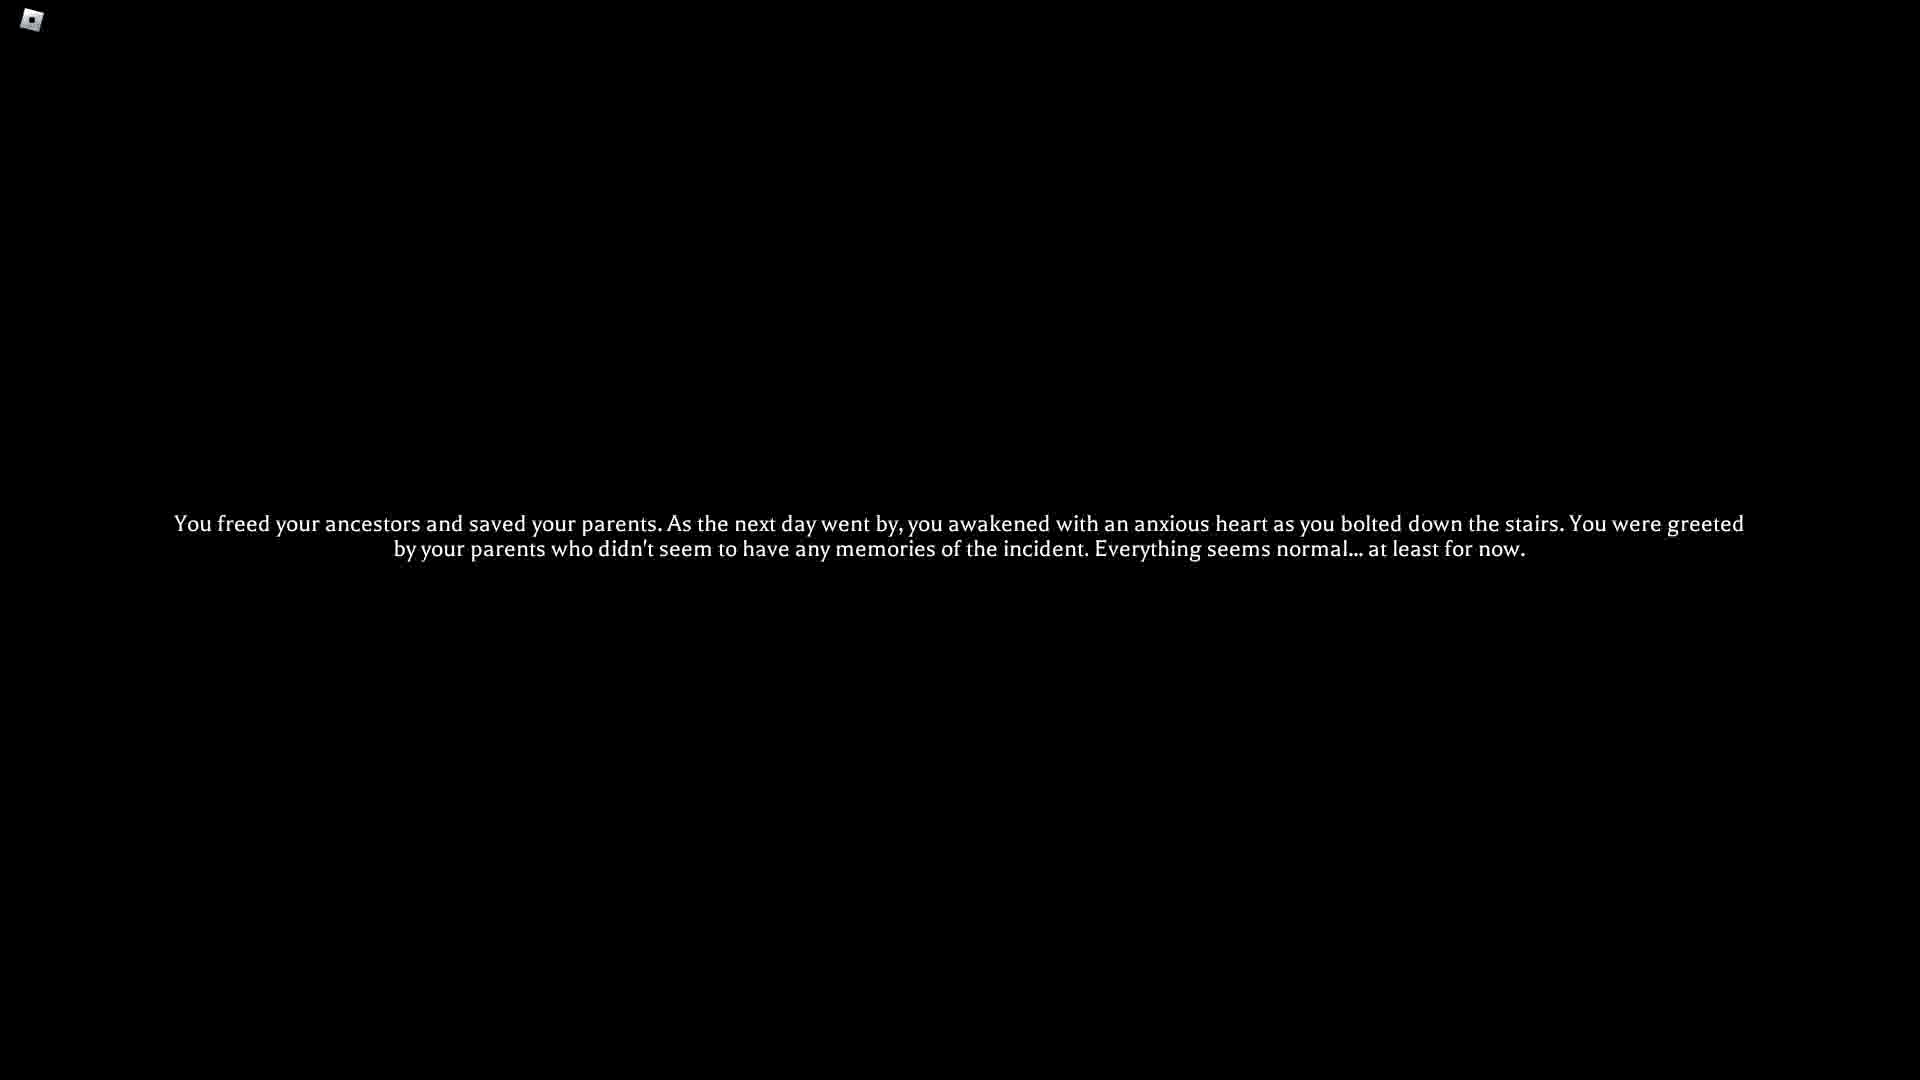 You freed your ancestors and saved your parents. As the next day went by, you awakened with an anxious heart as you bolted down the stairs. You were greeted
by your parents who didn't seem to have any memories of the incident. Everything seems normal... at least for now.